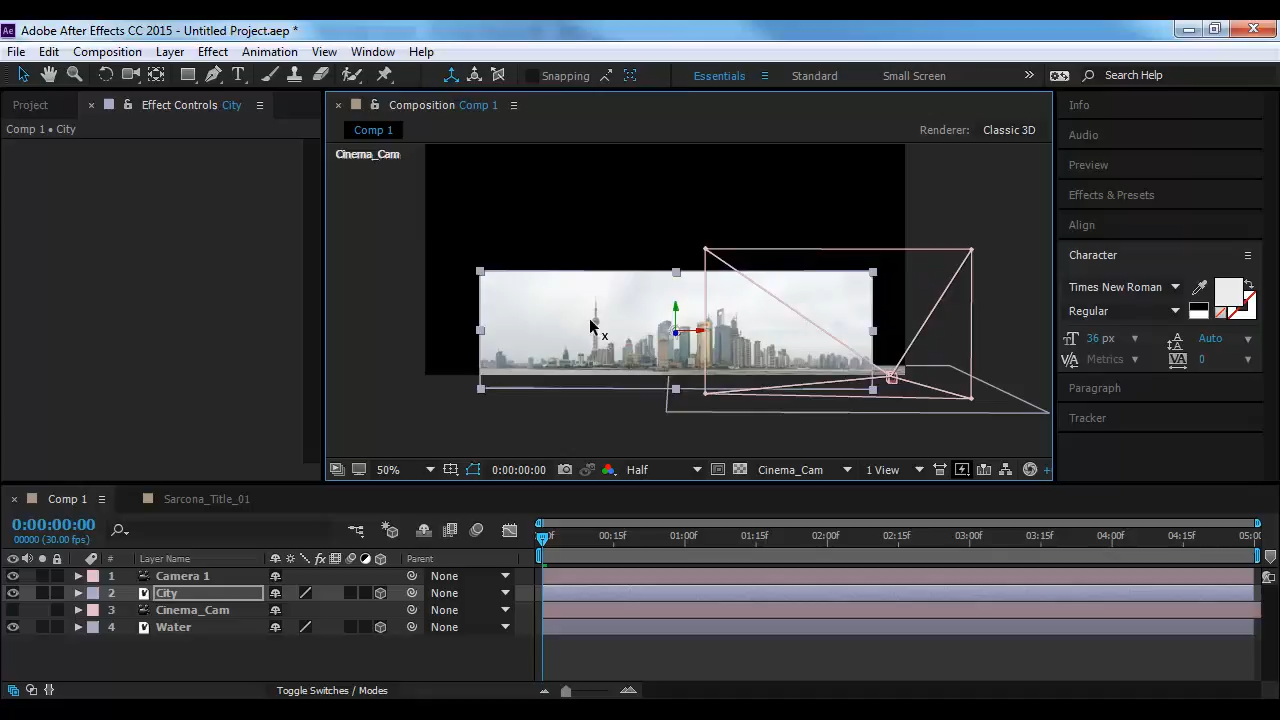 Ae Adobe After Effects CC 2015 - Untitled Project.aep *
File Edit Composition Layer Effect Animation View Window Help
T Snapping Essentials Standard Small Screen Search Help
Project Effect Controls City Composition Comp 1 Info
Comp 1 • City Comp 1 Renderer: Classic 3D Audio
Cinema_Cam
Preview
Effects & Presets
Align
Character
Times New Roman
Regular
36 px Auto
Metrics 0
Paragraph
Tracker
x
50% 0:00:00:00 Half Cinema_Cam 1 View
Comp 1 Sarcona_Title_01
0:00:00:00
00000 (30.00 fps)
00f 00:15f 01:00f 01:15f 02:00f 02:15f 03:00f 03:15f 04:00f 04:15f 05:00
# Layer Name fx Parent
1 Camera 1 None
2 City None
3 Cinema_Cam None
4 Water None
Toggle Switches / Modes